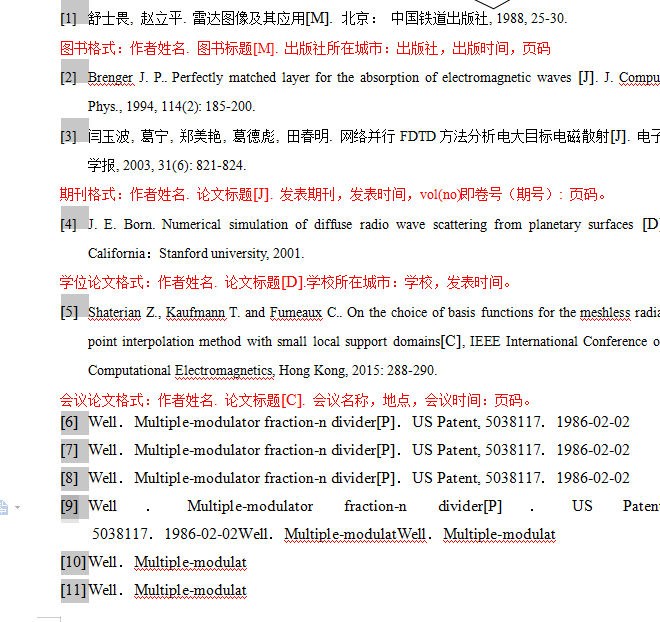 [1] 舒士畏, 赵立平. 雷达图像及其应用[M]. 北京： 中国铁道出版社, 1988, 25-30.
图书格式：作者姓名. 图书标题[M]. 出版社所在城市：出版社，出版时间，页码
[2] Brenger J. P.. Perfectly matched layer for the absorption of electromagnetic waves [J]. J. Compu
Phys., 1994, 114(2): 185-200.
[3] 闫玉波, 葛宁, 郑美艳, 葛德彪, 田春明. 网络并行 FDTD 方法分析电大目标电磁散射[J]. 电子
学报, 2003, 31(6): 821-824.
期刊格式：作者姓名. 论文标题[J]. 发表期刊，发表时间，vol(no)即卷号（期号）: 页码。
[4] J. E. Born. Numerical simulation of diffuse radio wave scattering from planetary surfaces [D]
California：Stanford university, 2001.
学位论文格式：作者姓名. 论文标题[D].学校所在城市：学校，发表时间。
[5] Shaterian Z., Kaufmann T. and Fumeaux C.. On the choice of basis functions for the meshless radia
point interpolation method with small local support domains[C], IEEE International Conference o
Computational Electromagnetics, Hong Kong, 2015: 288-290.
会议论文格式：作者姓名. 论文标题[C]. 会议名称，地点，会议时间：页码。
[6] Well．Multiple-modulator fraction-n divider[P]．US Patent, 5038117．1986-02-02
[7] Well．Multiple-modulator fraction-n divider[P]．US Patent, 5038117．1986-02-02
[8] Well．Multiple-modulator fraction-n divider[P]．US Patent, 5038117．1986-02-02
[9] Well ． Multiple-modulator fraction-n divider[P] ． US Paten
5038117．1986-02-02Well．Multiple-modulatWell．Multiple-modulat
[10]Well．Multiple-modulat
[11]Well．Multiple-modulat